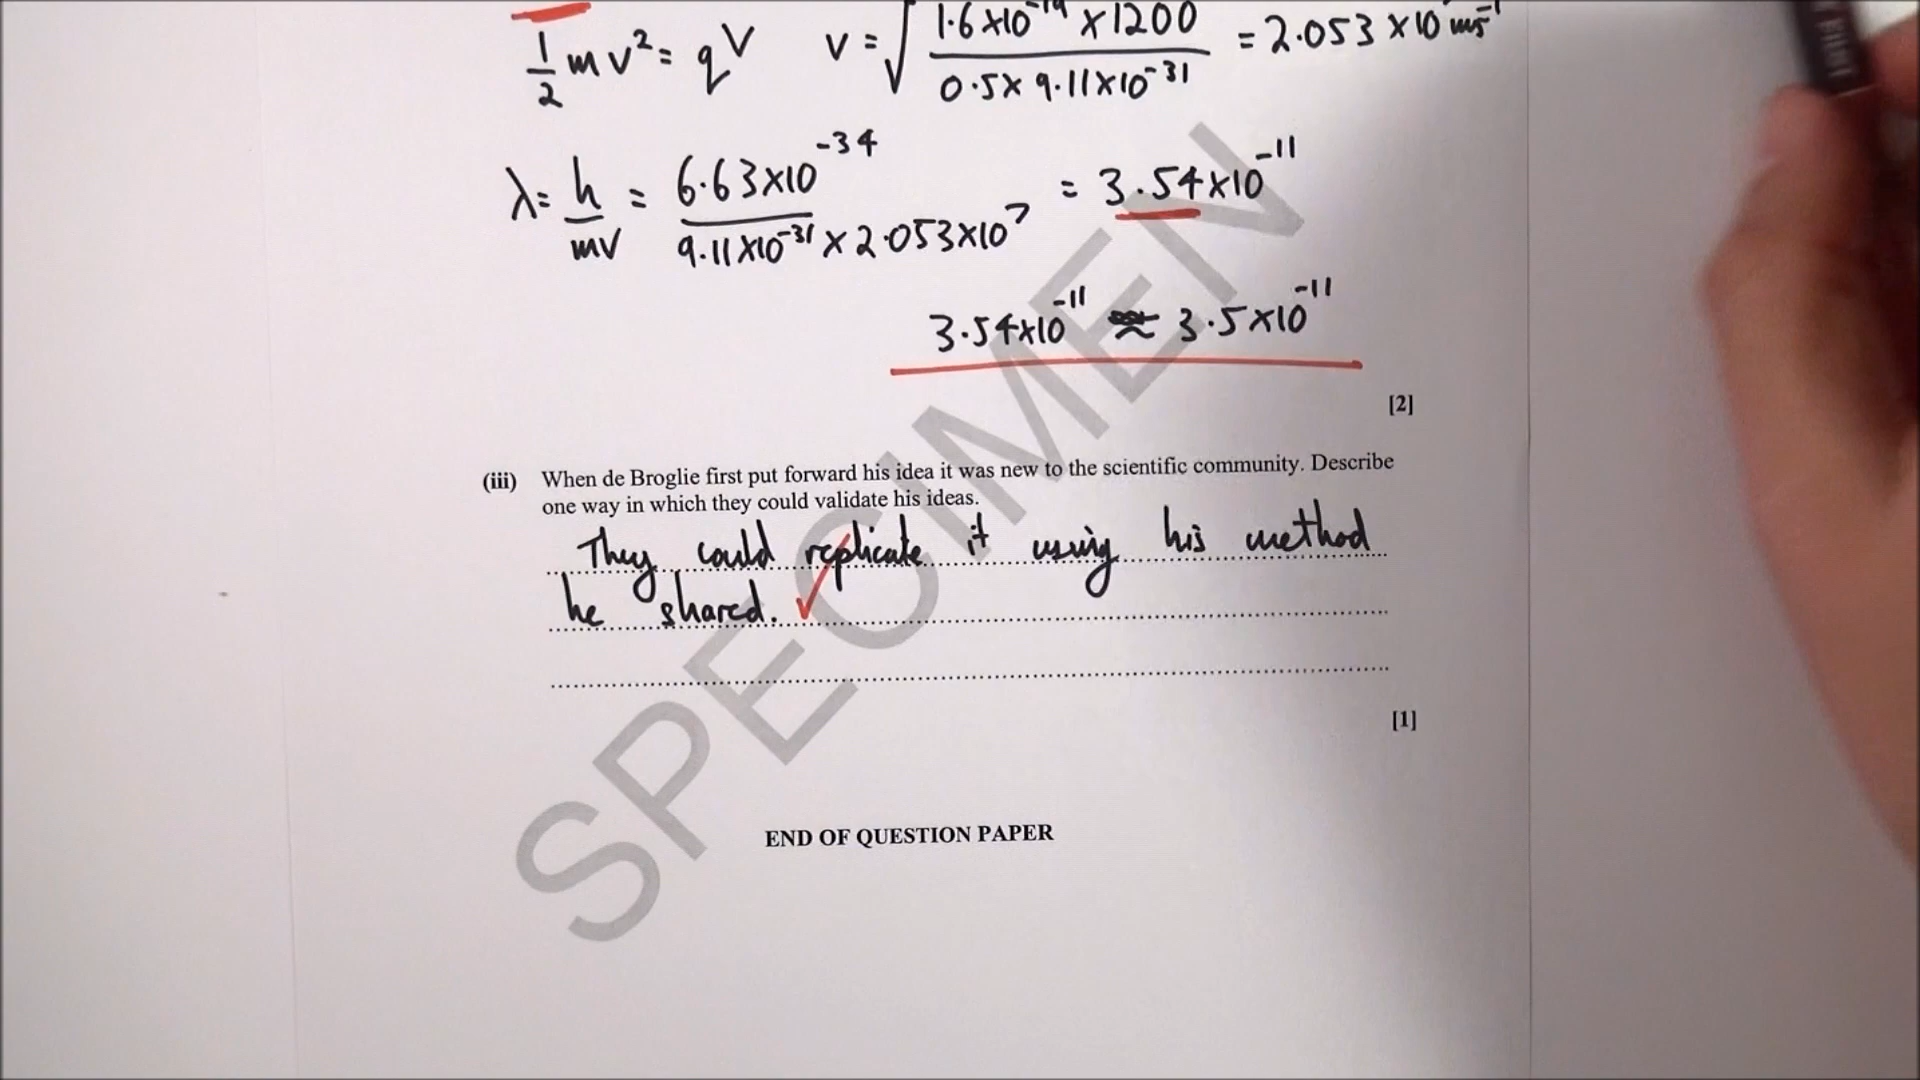 ½mv² = qV v = √(1.6×10⁻¹⁹ ×1200 / 0.5× 9.11×10⁻³¹) = 2.053 ×10 ms⁻¹
λ = h/mv = 6.63×10⁻³⁴ / 9.11×10⁻³¹ × 2.053×10⁷ = 3.54×10⁻¹¹
3.54×10⁻¹¹ ≈ 3.5×10⁻¹¹
[2]
(iii) When de Broglie first put forward his idea it was new to the scientific community. Describe
one way in which they could validate his ideas.
They could replicate it using his method
he shared.
[1]
SPECIMEN
END OF QUESTION PAPER